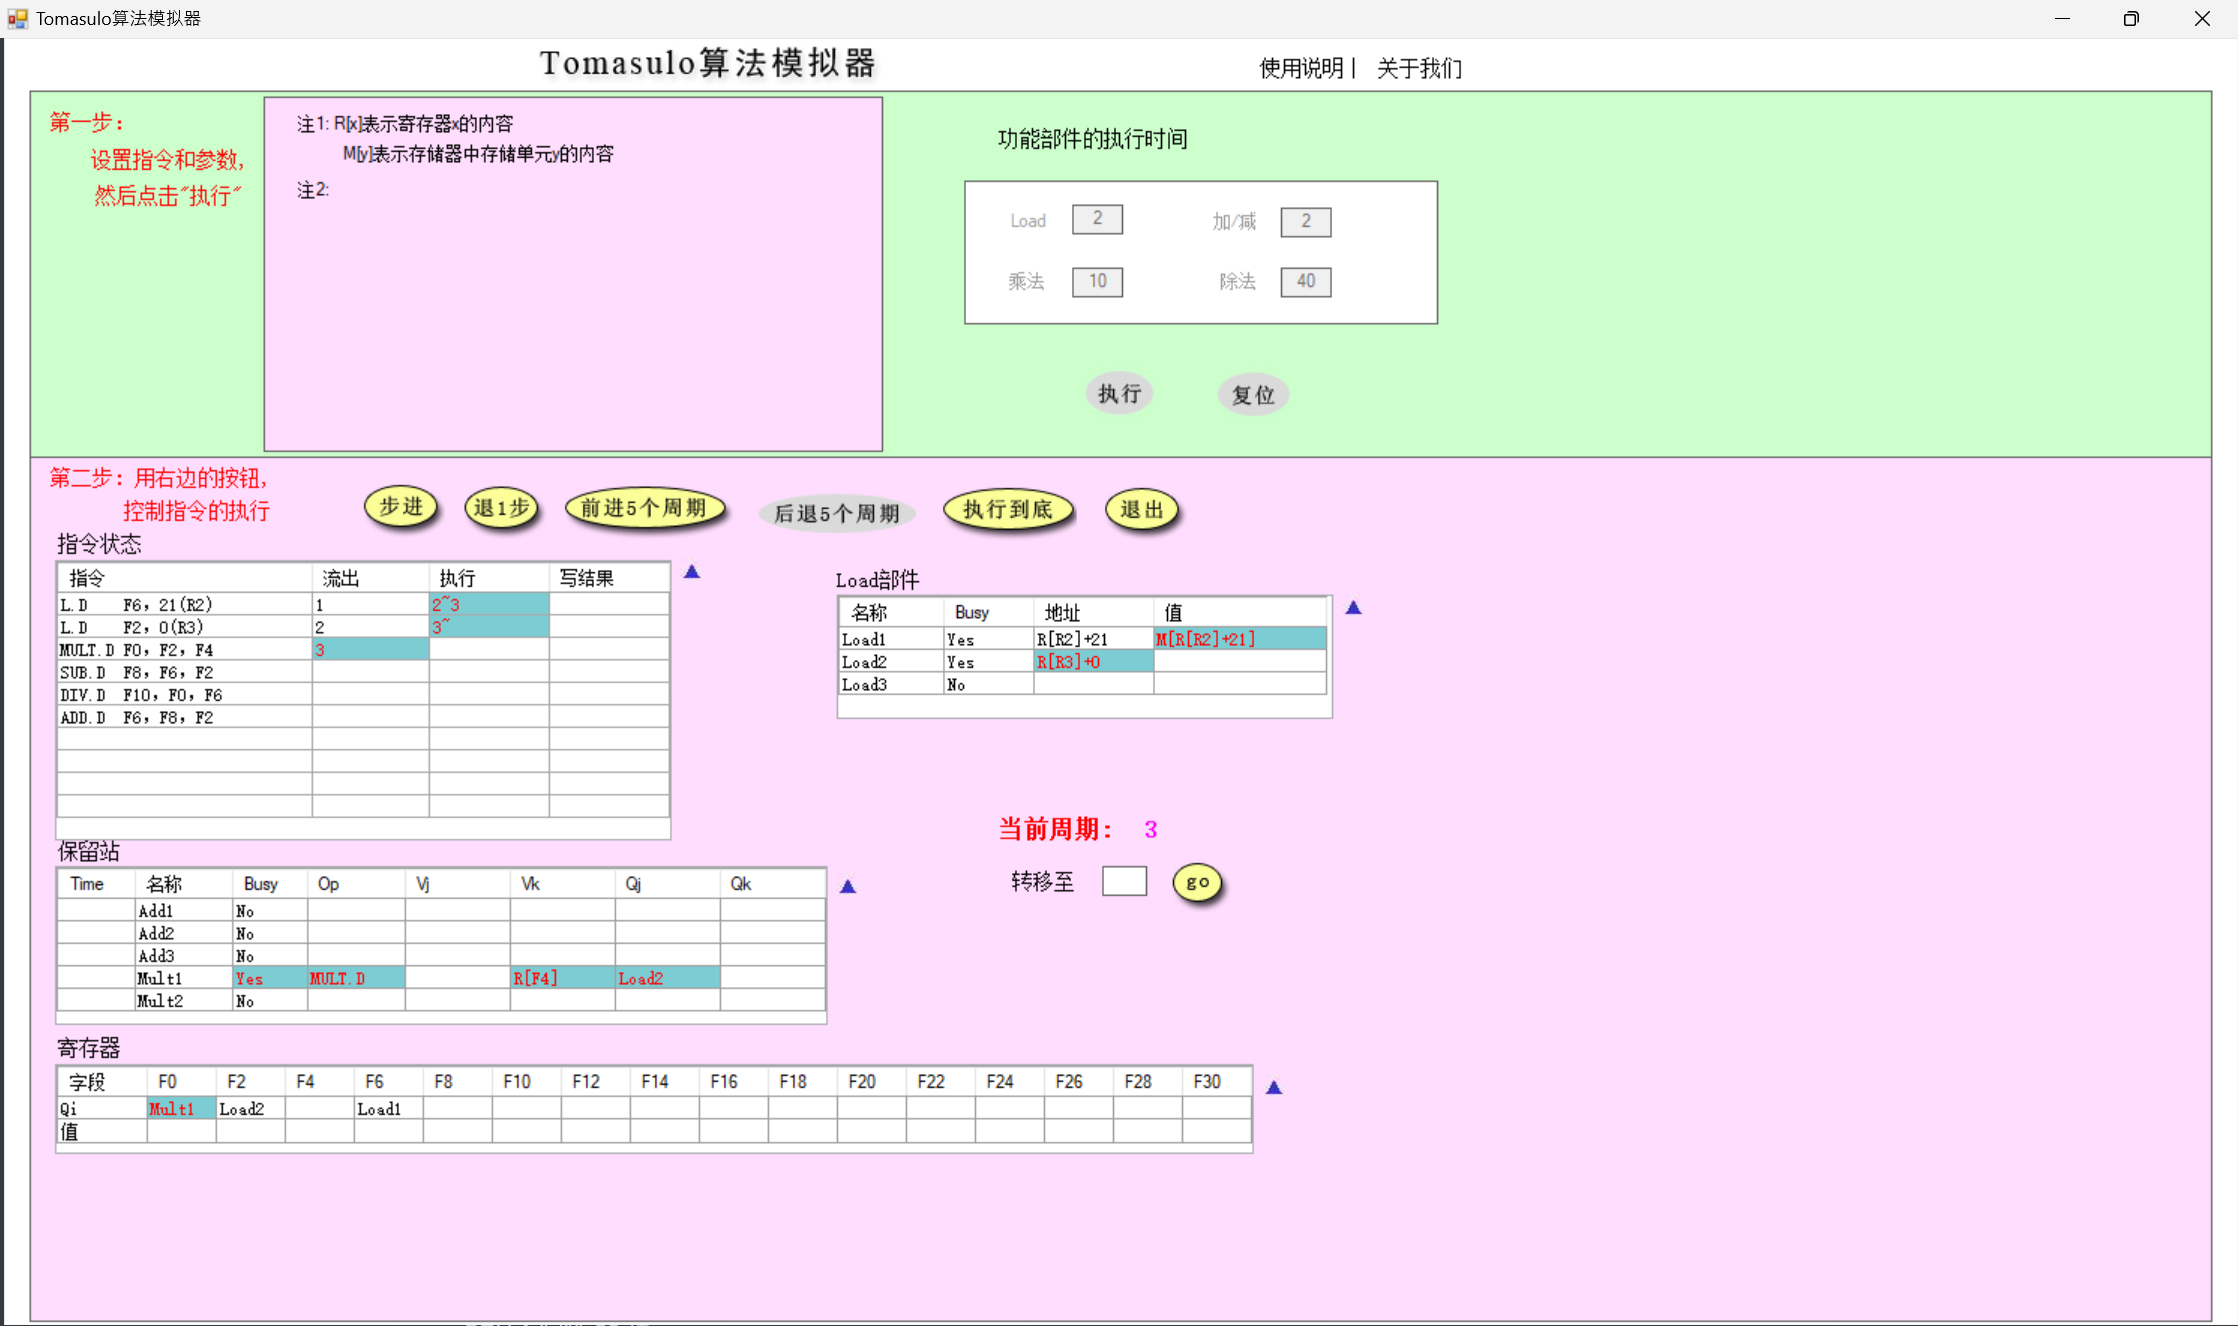 Tomasulo算法模拟器
Tomasulo算法模拟器
使用说明| 关于我们
第一步：
设置指令和参数，
然后点击"执行"
注1: R[x]表示寄存器x的内容
M[y]表示存储器中存储单元y的内容
注2:
功能部件的执行时间
Load 2 加/减 2
乘法 10 除法 40
执行 复位
第二步：用右边的按钮，
控制指令的执行
步进 退1步 前进5个周期 后退5个周期 执行到底 退出
指令状态
指令 流出 执行 写结果
L.D F6, 21(R2) 1 2~3
L.D F2, 0(R3) 2 3~
MULT.D F0, F2, F4 3
SUB.D F8, F6, F2
DIV.D F10, F0, F6
ADD.D F6, F8, F2
Load部件
名称 Busy 地址 值
Load1 Yes R[R2]+21 M[R[R2]+21]
Load2 Yes R[R3]+0
Load3 No
当前周期： 3
转移至 go
保留站
Time 名称 Busy Op Vj Vk Qj Qk
Add1 No
Add2 No
Add3 No
Mult1 Yes MULT.D R[F4] Load2
Mult2 No
寄存器
字段 F0 F2 F4 F6 F8 F10 F12 F14 F16 F18 F20 F22 F24 F26 F28 F30
Qi Mult1 Load2 Load1
值